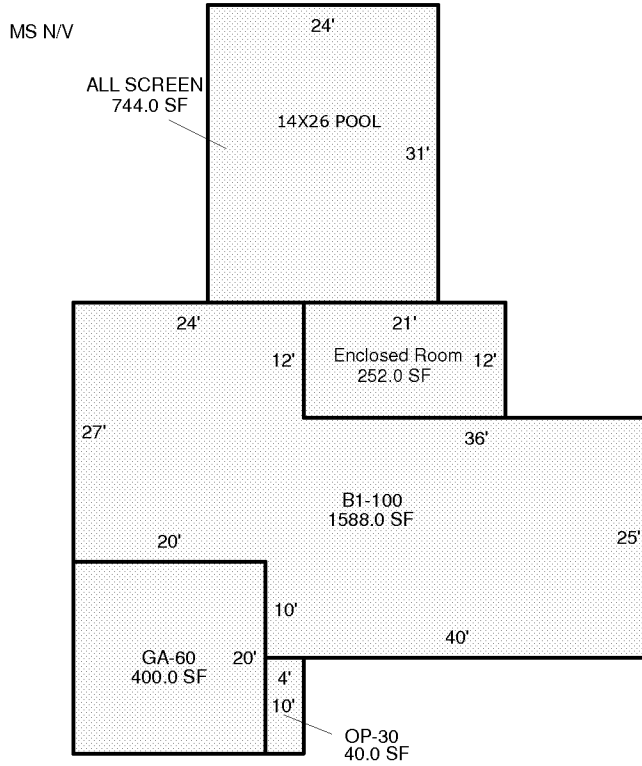 MS N/V
24'
ALL SCREEN
744.0 SF
14X26 POOL
31'
24'
21'
12'
Enclosed Room
12'
252.0 SF
27'
36'
B1-100
1588.0 SF
25'
20'
10'
40'
GA-60
20'
400.0 SF
4'
10'
OP-30
40.0 SF